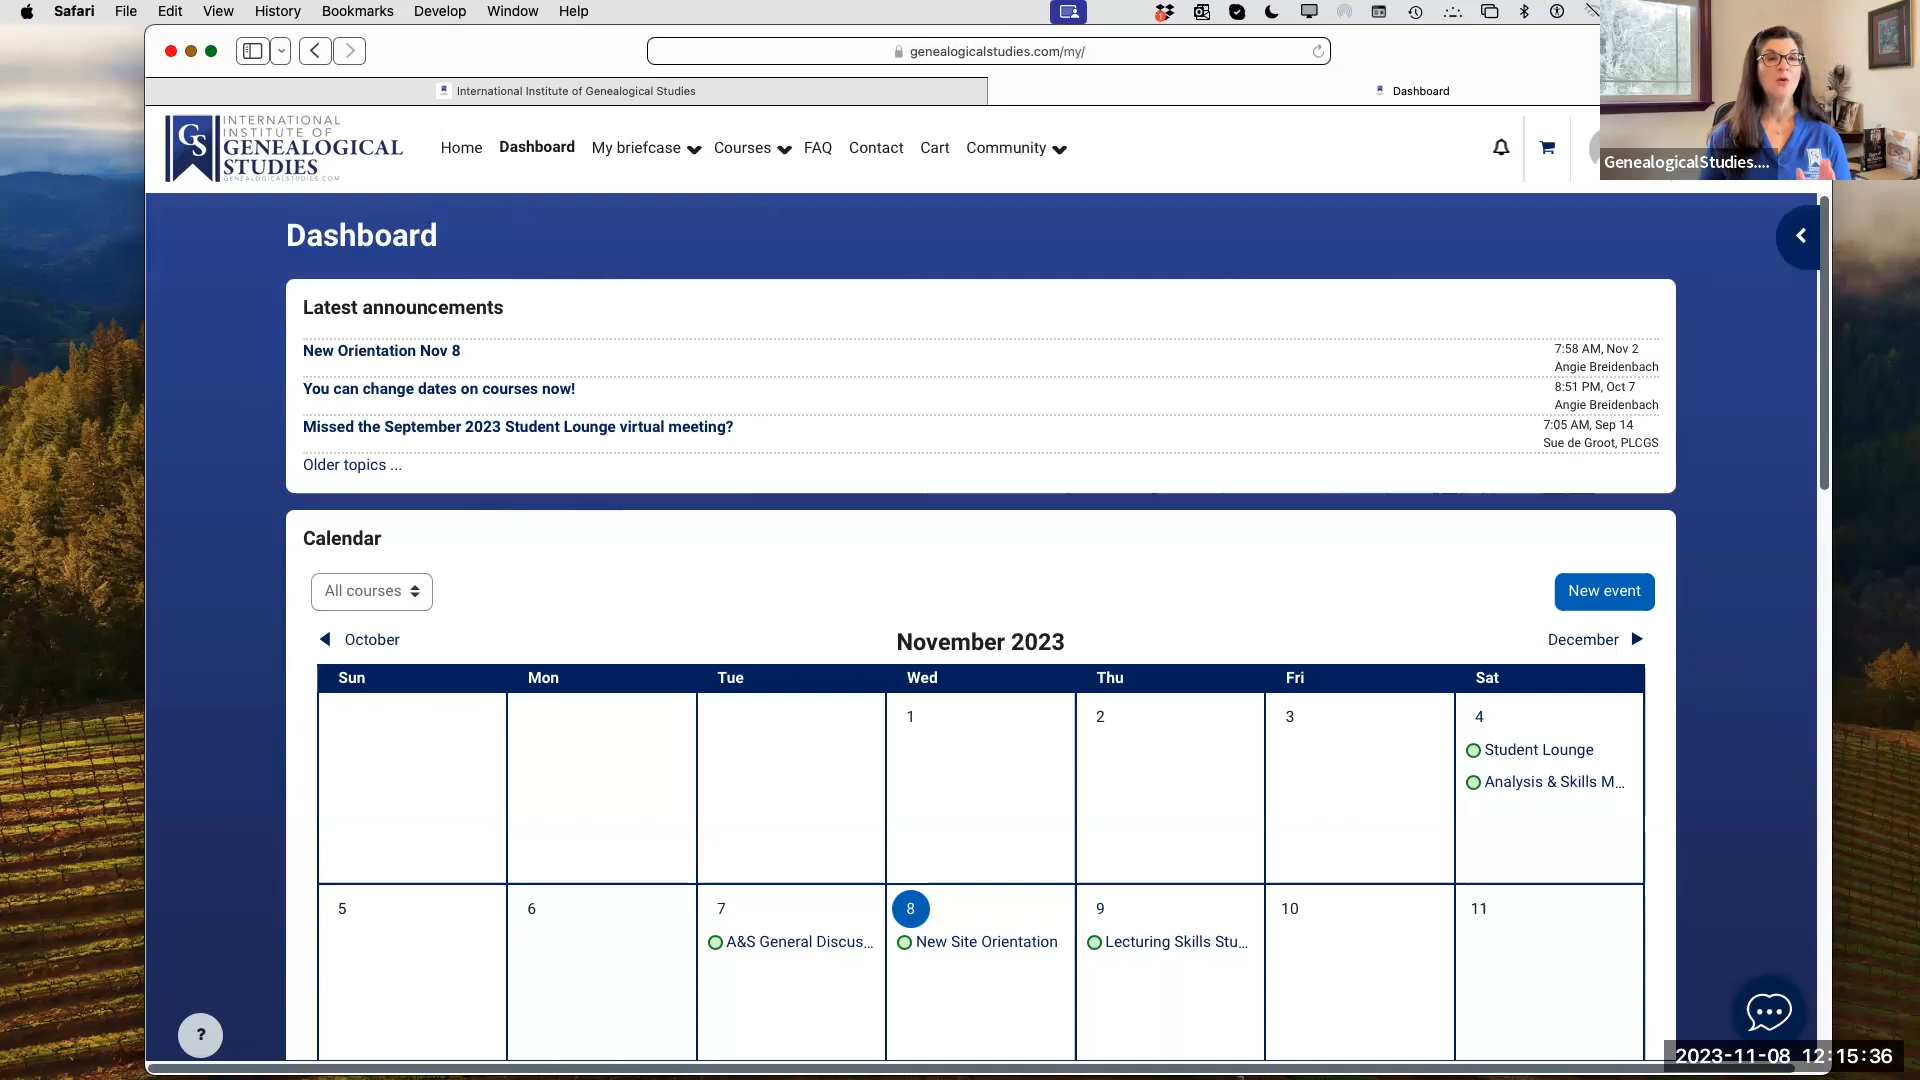 Safari File Edit View History Bookmarks Develop Window Help
genealogicalstudies.com/my/
International Institute of Genealogical Studies
Dashboard
GS
INTERNATIONAL
INSTITUTE OF
GENEALOGICAL
STUDIES
GENEALOGICALSTUDIES.COM
Home Dashboard My briefcase Courses FAQ Contact Cart Community
GenealogicalStudies....
Dashboard
Latest announcements
New Orientation Nov 8
7:58 AM, Nov 2
Angie Breidenbach
You can change dates on courses now!
8:51 PM, Oct 7
Angie Breidenbach
Missed the September 2023 Student Lounge virtual meeting?
7:05 AM, Sep 14
Sue de Groot, PLCGS
Older topics ...
Calendar
All courses
New event
October
November 2023
December
Sun Mon Tue Wed Thu Fri Sat
1 2 3 4
Student Lounge
Analysis & Skills M...
5 6 7 8 9 10 11
A&S General Discus... New Site Orientation Lecturing Skills Stu...
?
2023-11-08 12:15:36